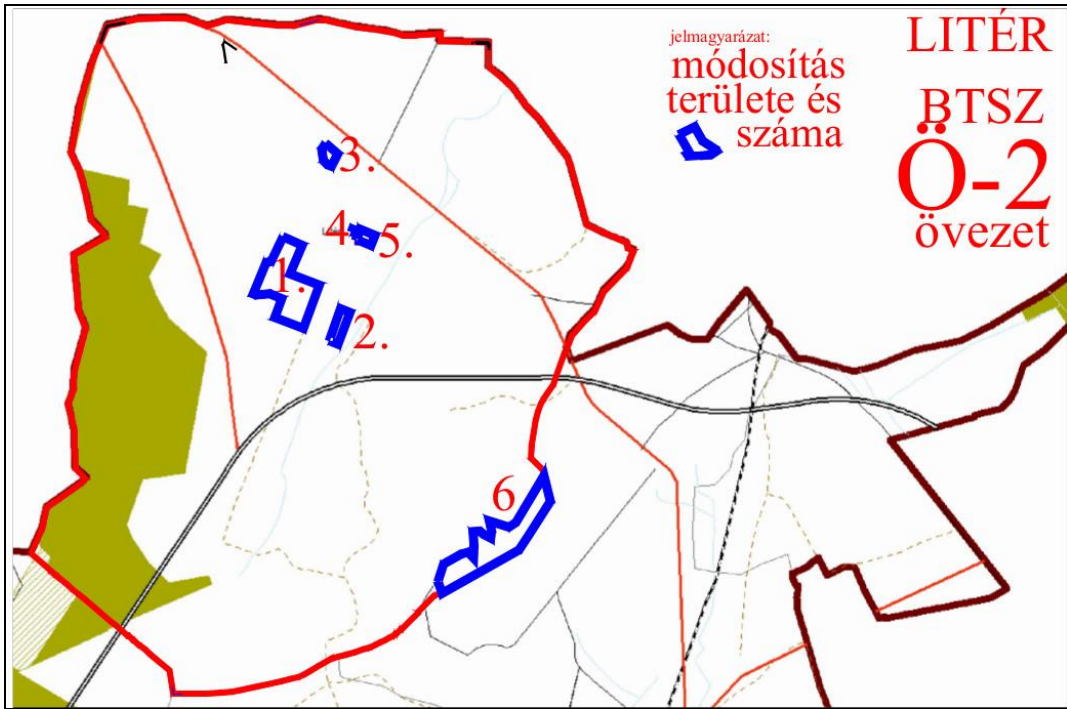 jelmagyarázat:
módosítás
területe és
száma
LITÉR
BTSZ
Ö-2
övezet
3.
4.
5.
1.
2.
6